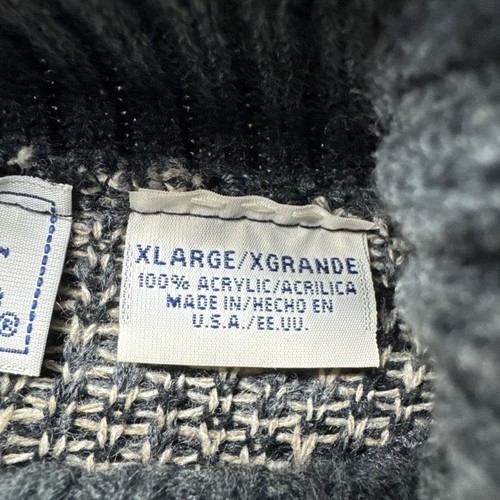 XLARGE/XGRANDE
100% ACRYLIC/ACRILICA
MADE IN/HECHO EN
U.S.A./EE.UU.
®